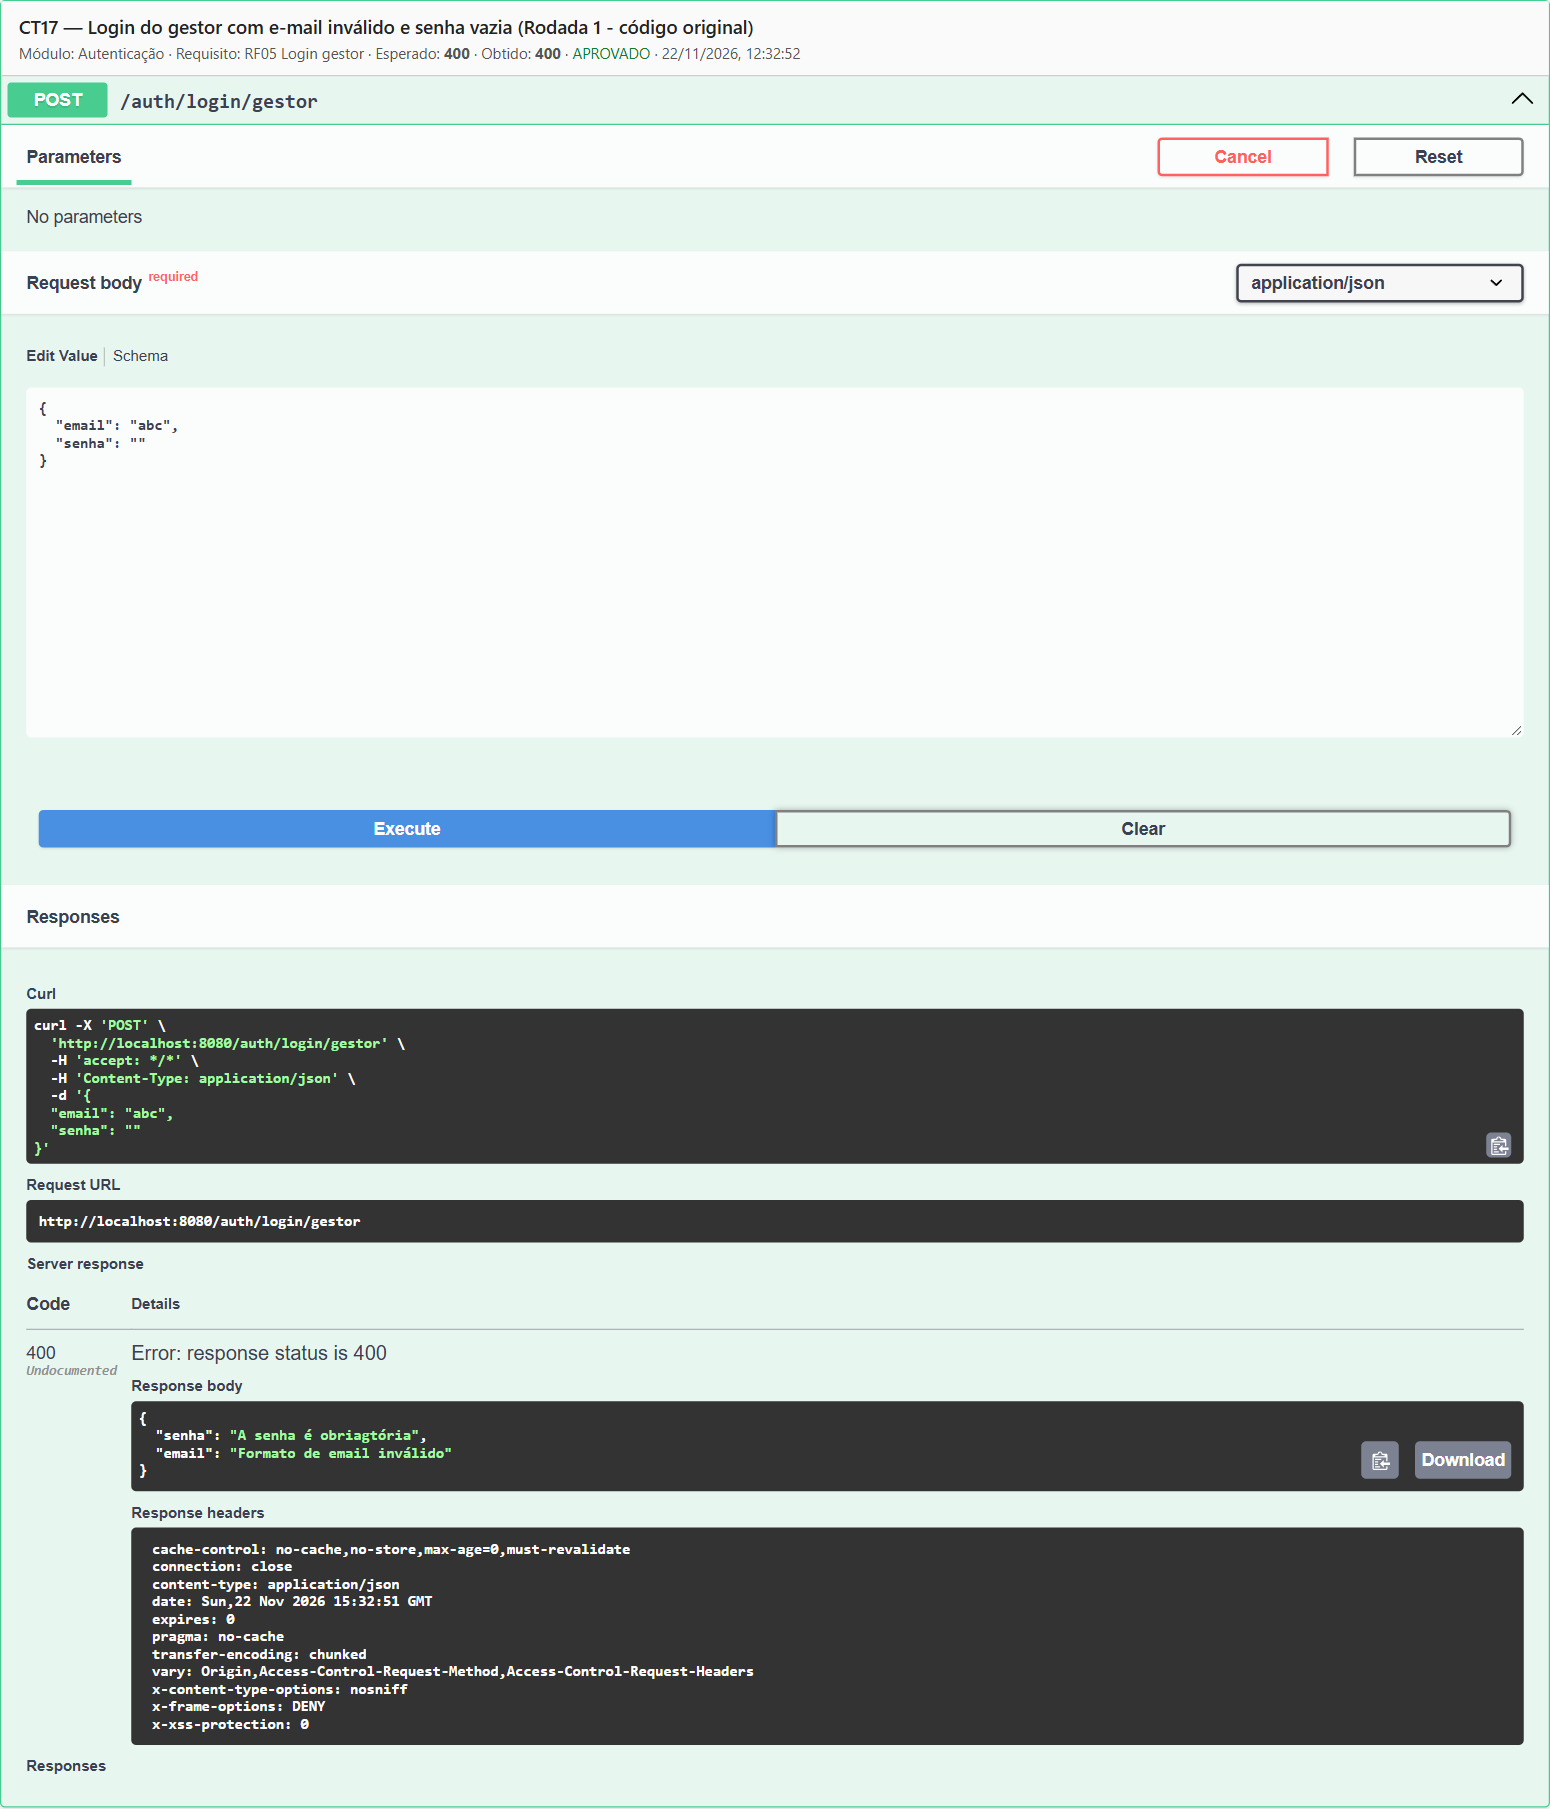 CT17 — Login do gestor com e-mail inválido e senha vazia (Rodada 1 - código original)
Módulo: Autenticação · Requisito: RF05 Login gestor · Esperado: 400 · Obtido: 400 · APROVADO · 22/11/2026, 12:32:52
POST /auth/login/gestor
Parameters
Cancel
Reset
No parameters
Request body required
application/json
Edit Value
Schema
{
  "email": "abc",
  "senha": ""
}
Execute
Clear
Responses
Curl
curl -X 'POST' \
  'http://localhost:8080/auth/login/gestor' \
  -H 'accept: */*' \
  -H 'Content-Type: application/json' \
  -d '{
  "email": "abc",
  "senha": ""
}'
Request URL
http://localhost:8080/auth/login/gestor
Server response
Code
Details
400
Undocumented
Error: response status is 400
Response body
{
  "senha": "A senha é obriagtória",
  "email": "Formato de email inválido"
}
Download
Response headers
cache-control: no-cache,no-store,max-age=0,must-revalidate
connection: close
content-type: application/json
date: Sun,22 Nov 2026 15:32:51 GMT
expires: 0
pragma: no-cache
transfer-encoding: chunked
vary: Origin,Access-Control-Request-Method,Access-Control-Request-Headers
x-content-type-options: nosniff
x-frame-options: DENY
x-xss-protection: 0
Responses